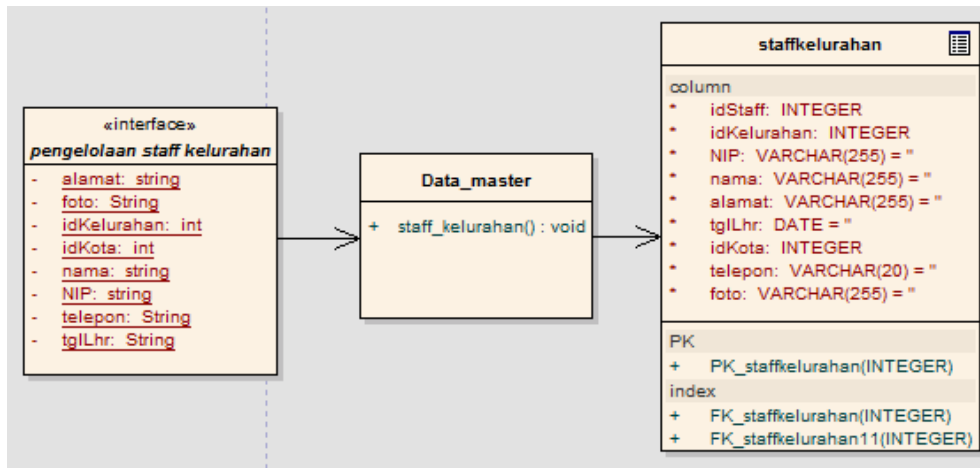 «interface»
pengelolaan staff kelurahan
- alamat: string
- foto: String
- idKelurahan: int
- idKota: int
- nama: string
- NIP: string
- telepon: String
- tglLhr: String
Data_master
+ staff_kelurahan() : void
staffkelurahan
column
* idStaff: INTEGER
* idKelurahan: INTEGER
* NIP: VARCHAR(255) = ''
* nama: VARCHAR(255) = ''
* alamat: VARCHAR(255) = ''
* tglLhr: DATE = ''
* idKota: INTEGER
* telepon: VARCHAR(20) = ''
* foto: VARCHAR(255) = ''
PK
+ PK_staffkelurahan(INTEGER)
index
+ FK_staffkelurahan(INTEGER)
+ FK_staffkelurahan11(INTEGER)